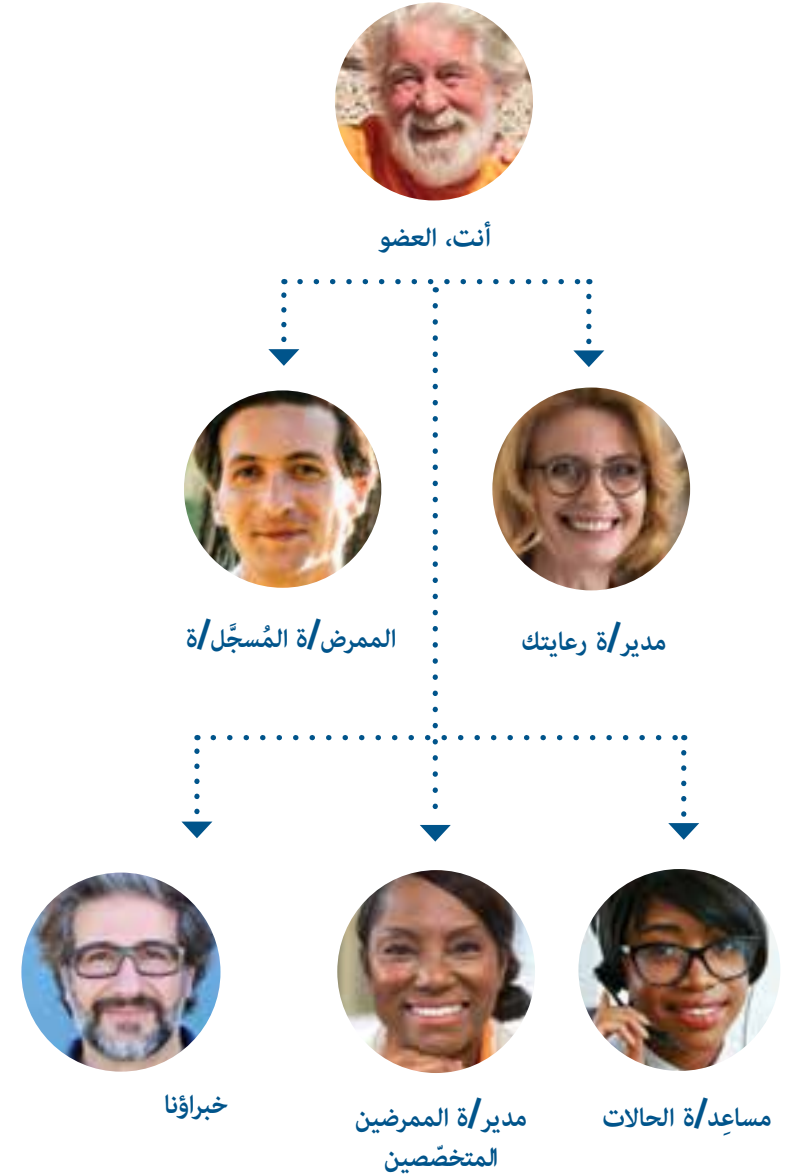 أنت، العضو
مدير/ة رعايتك
الممرض/ة المُسجَّل/ة
مساعِد/ة الحالات
مدير/ة الممرضين
المتخصّصين
خبراؤنا